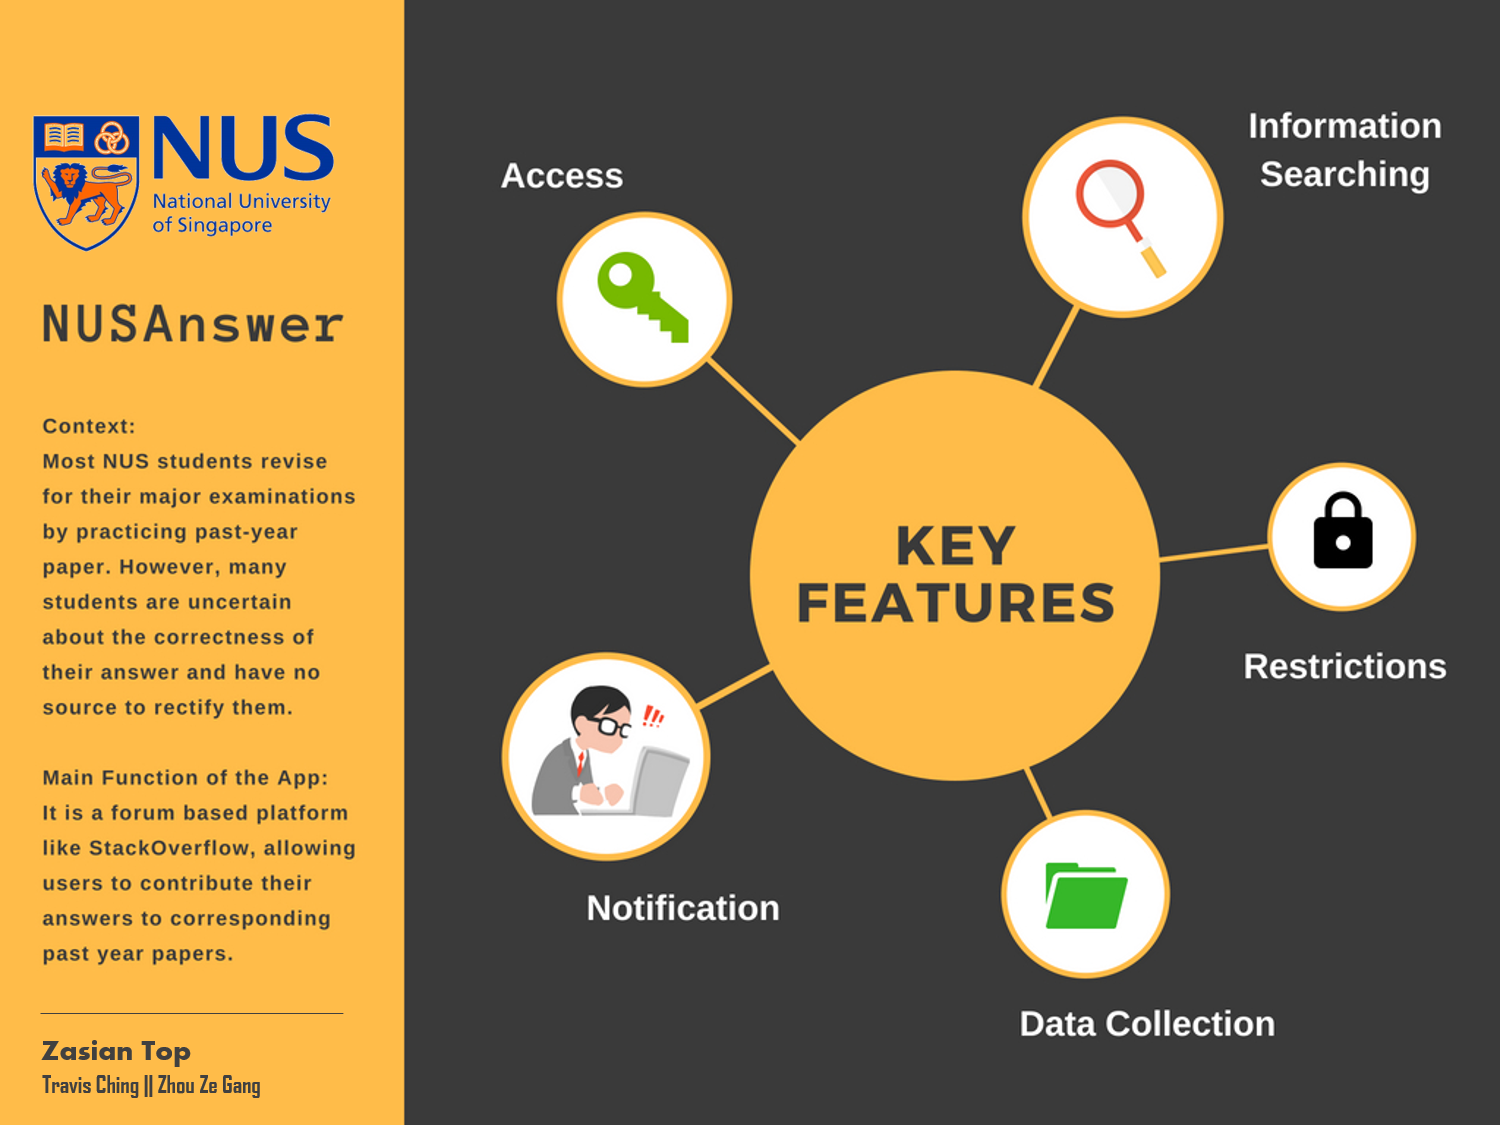 NUS
National University
of Singapore
NUSAnswer
Context:
Most NUS students revise
for their major examinations
by practicing past-year
paper. However, many
students are uncertain
about the correctness of
their answer and have no
source to rectify them.
Main Function of the App:
It is a forum based platform
like StackOverflow, allowing
users to contribute their
answers to corresponding
past year papers.
Zasian Top
Travis Ching || Zhou Ze Gang
Access
Information
Searching
KEY
FEATURES
Restrictions
!!!
Notification
Data Collection